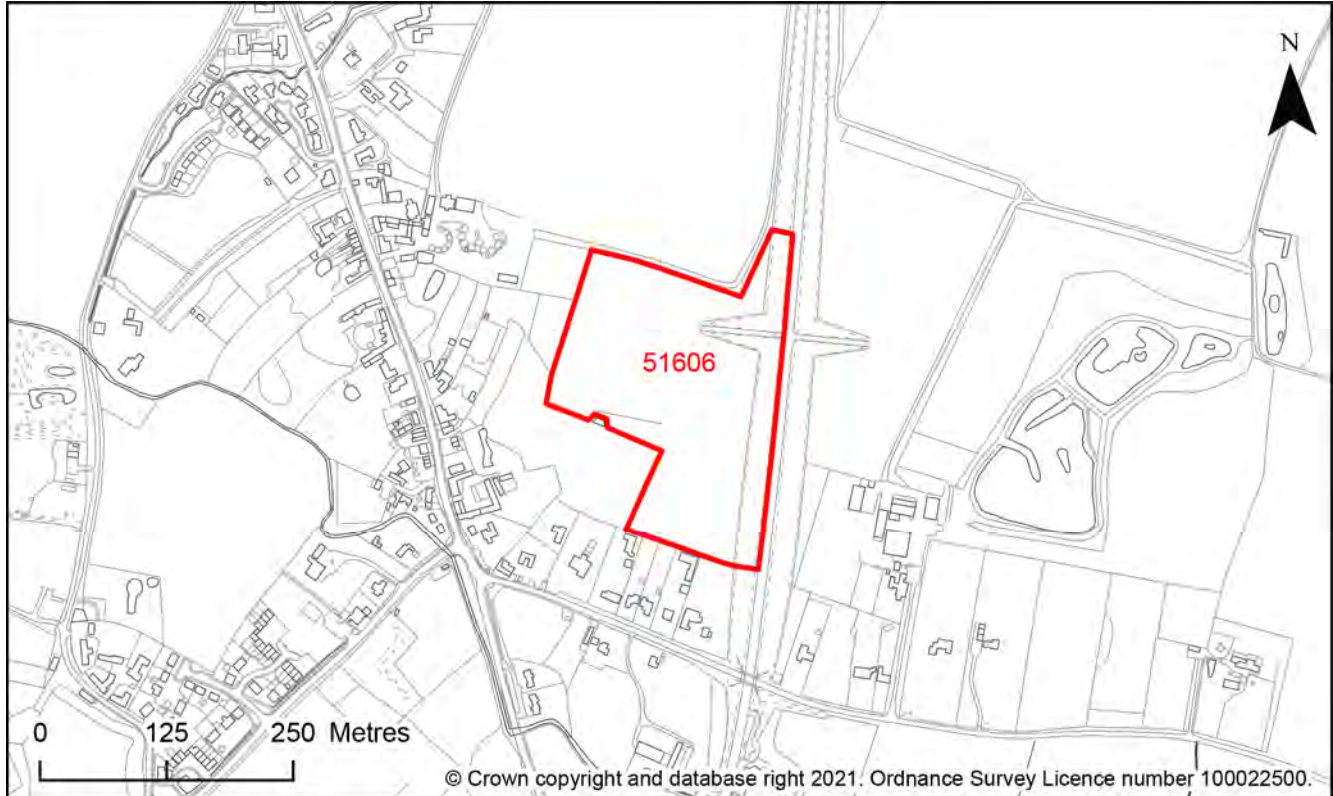 N
51606
0 125 250 Metres
© Crown copyright and database right 2021. Ordnance Survey Licence number 100022500.